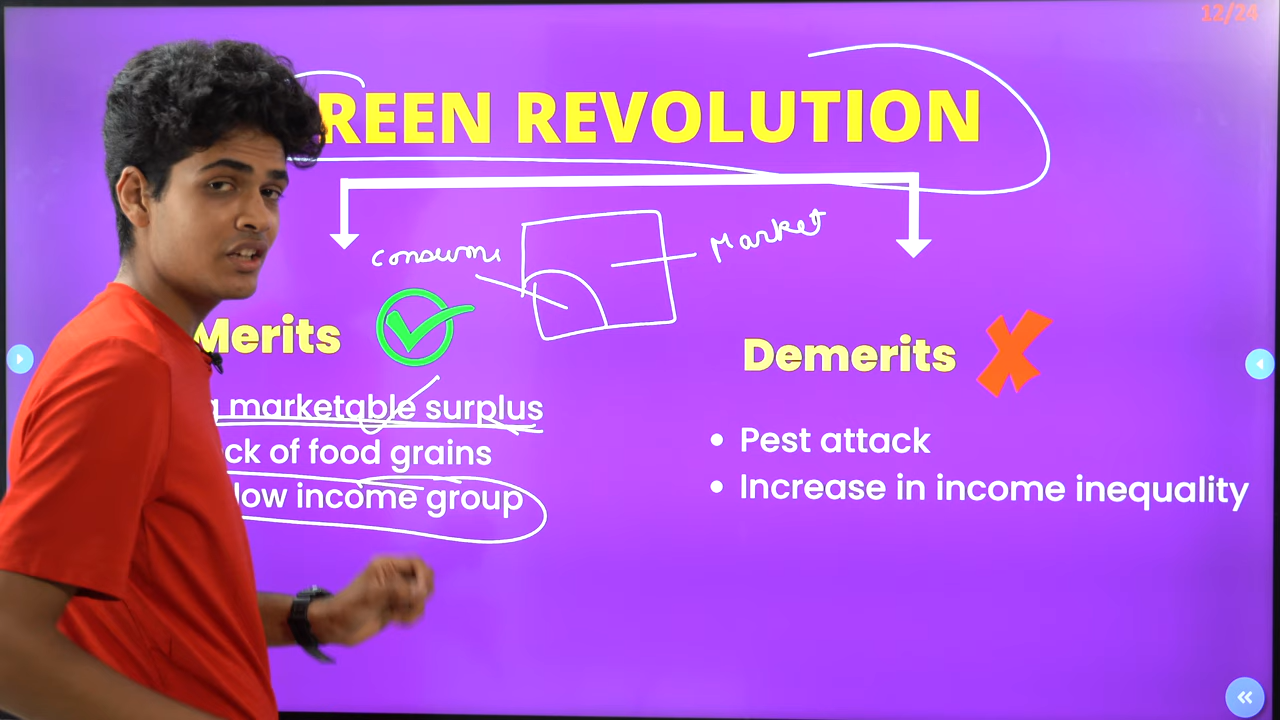 12/24
REEN REVOLUTION
Consume
Market
Merits
Demerits
marketable surplus
ck of food grains
low income group
• Pest attack
• Increase in income inequality